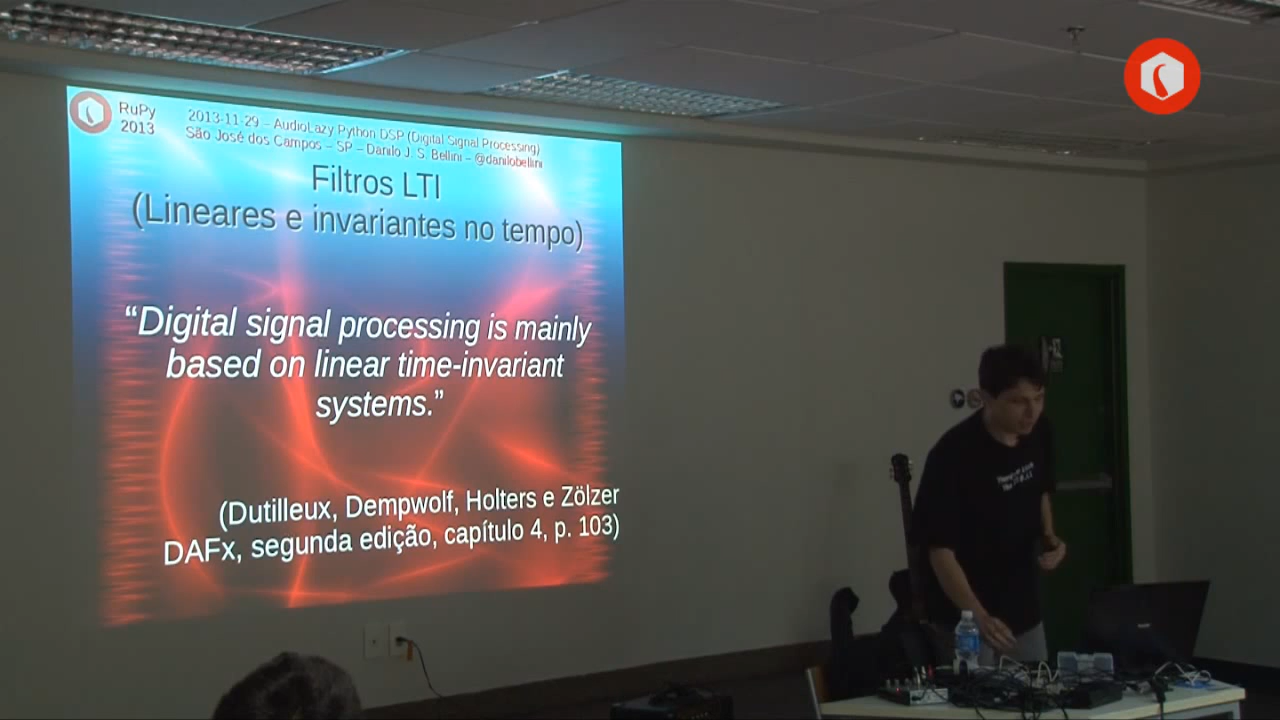 RuPy
2013
2013-11-29 – AudioLazy Python DSP (Digital Signal Processing)
São José dos Campos – SP – Danilo J. S. Bellini – @danilobellini
Filtros LTI
(Lineares e invariantes no tempo)
“Digital signal processing is mainly
based on linear time-invariant
systems.”
(Dutilleux, Dempwolf, Holters e Zölzer
DAFx, segunda edição, capítulo 4, p. 103)